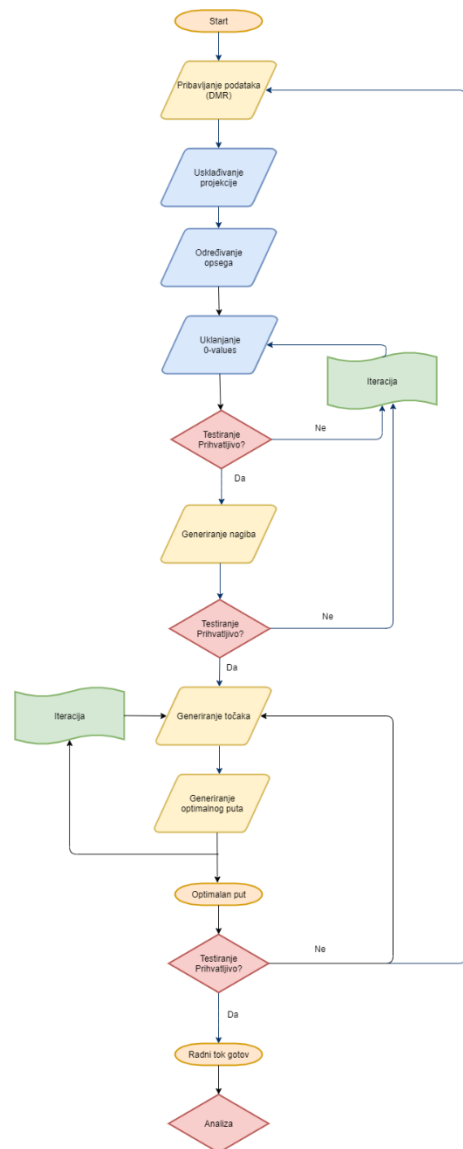 Start
Pribavljanje podataka
(DMR)
Usklađivanje
projekcije
Određivanje
opsega
Uklanjanje
0-values
Iteracija
Testiranje
Prihvatljivo?
Ne
Da
Generiranje nagiba
Testiranje
Prihvatljivo?
Ne
Da
Iteracija
Generiranje točaka
Generiranje
optimalnog puta
Optimalan put
Testiranje
Prihvatljivo?
Ne
Da
Radni tok gotov
Analiza